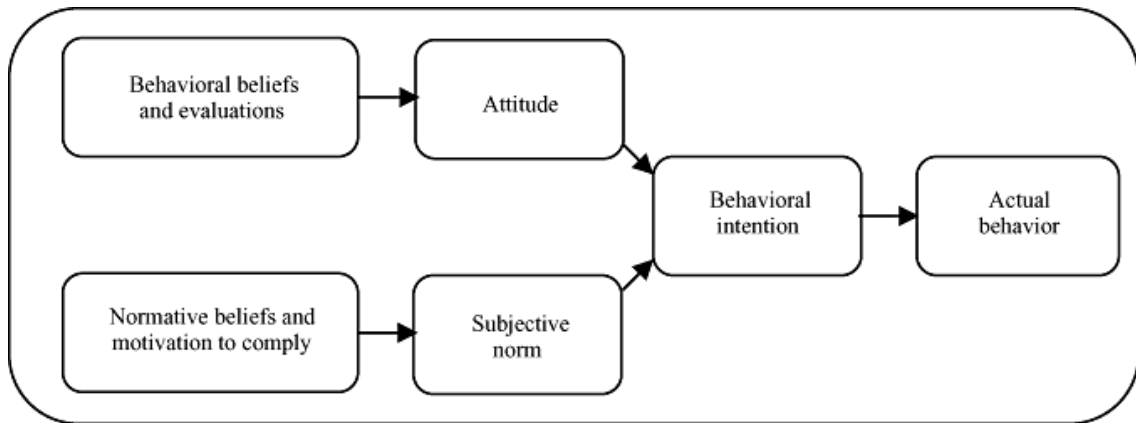 Behavioral beliefs
and evaluations
Attitude
Behavioral
intention
Actual
behavior
Normative beliefs and
motivation to comply
Subjective
norm